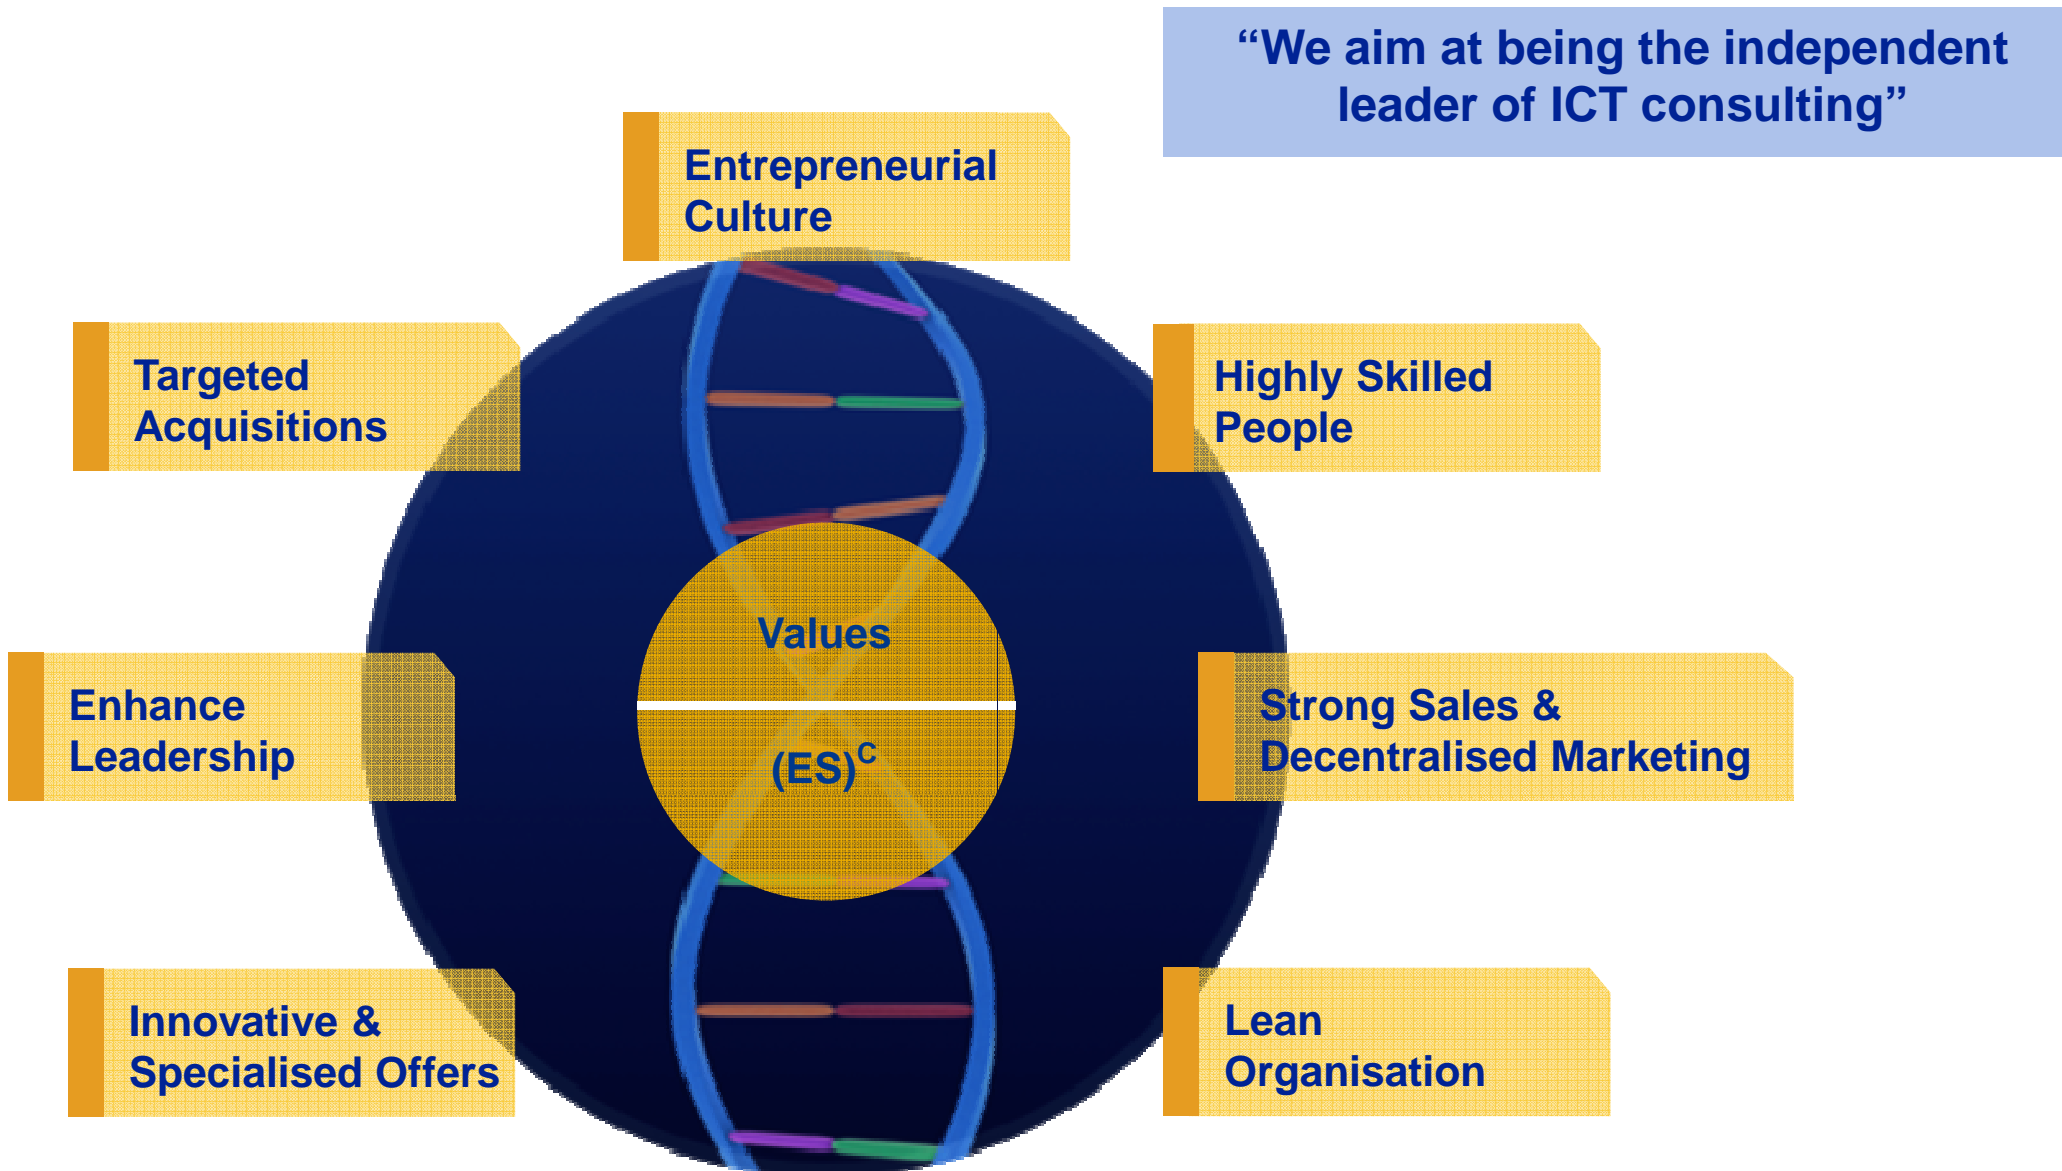 “We aim at being the independent
leader of ICT consulting”
Entrepreneurial
Culture
Targeted
Acquisitions
Highly Skilled
People
Values
(ES)^C
Enhance
Leadership
Strong Sales &
Decentralised Marketing
Innovative &
Specialised Offers
Lean
Organisation